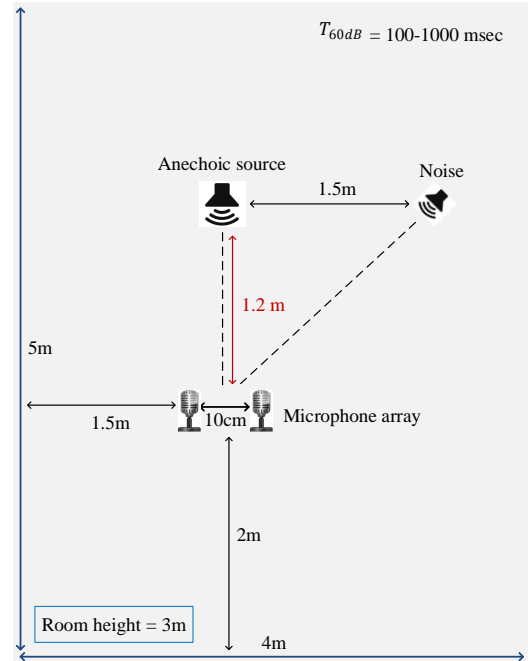 T60dB = 100-1000 msec
Anechoic source
Noise
1.5m
1.2 m
5m
1.5m
10cm
Microphone array
2m
Room height = 3m
4m